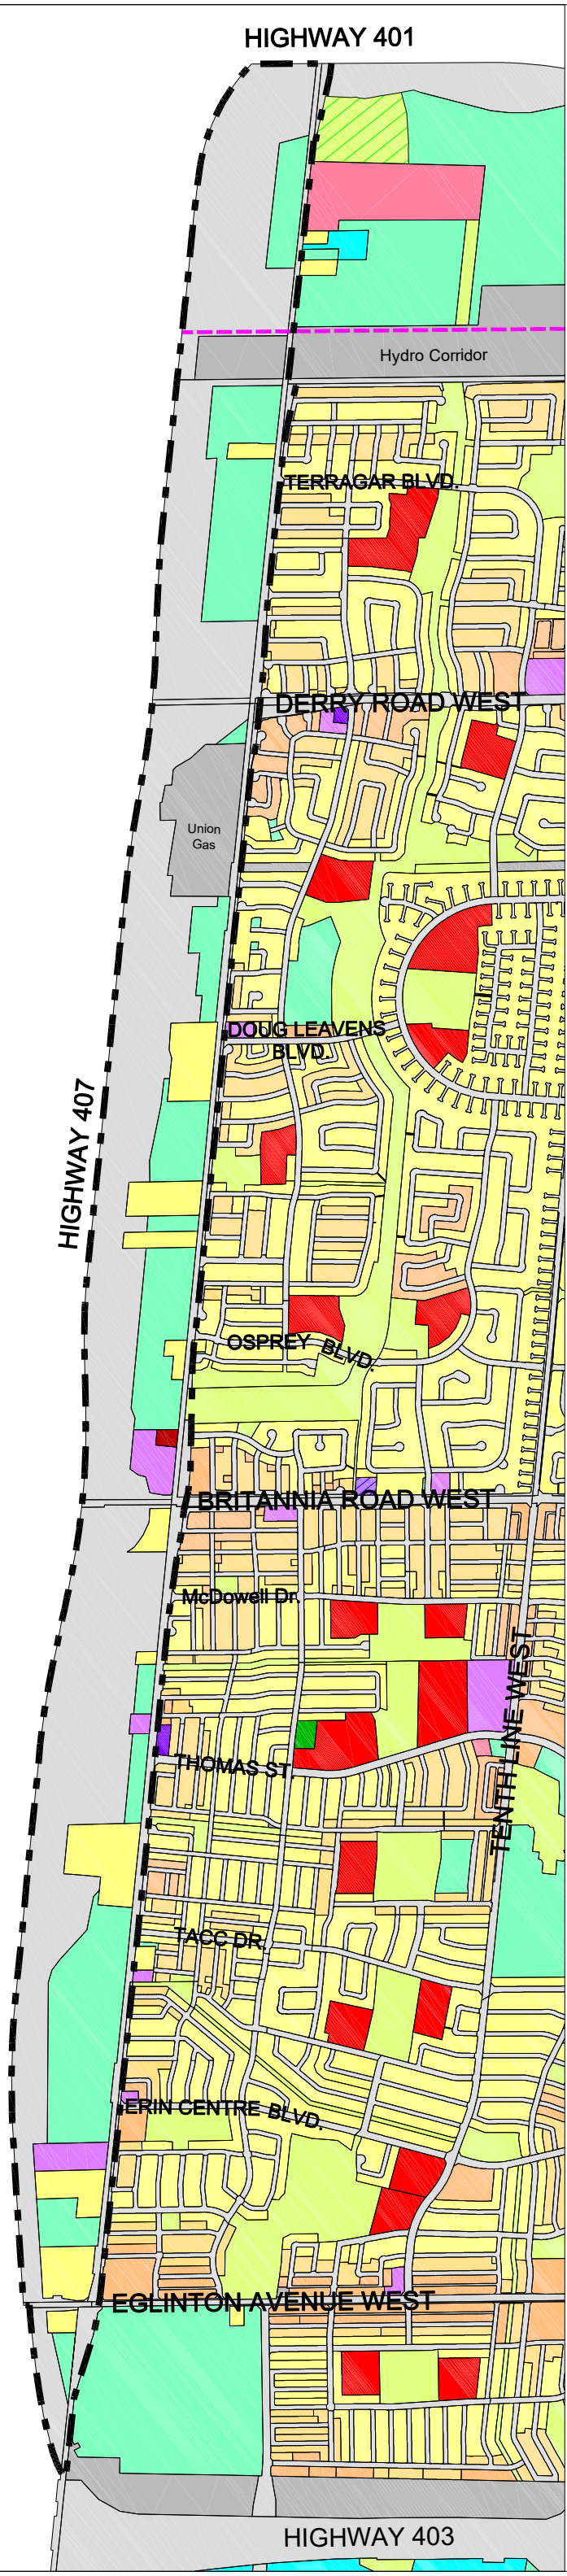 HIGHWAY 401
Hydro Corridor
TERRAGAR BLVD.
DERRY ROAD WEST
Union
Gas
DOUG LEAVENS
BLVD.
HIGHWAY 407
OSPREY BLVD.
BRITANNIA ROAD WEST
McDowell Dr.
TENTH LINE WEST
THOMAS ST.
TACC DR.
ERIN CENTRE BLVD.
EGLINTON AVENUE WEST
HIGHWAY 403